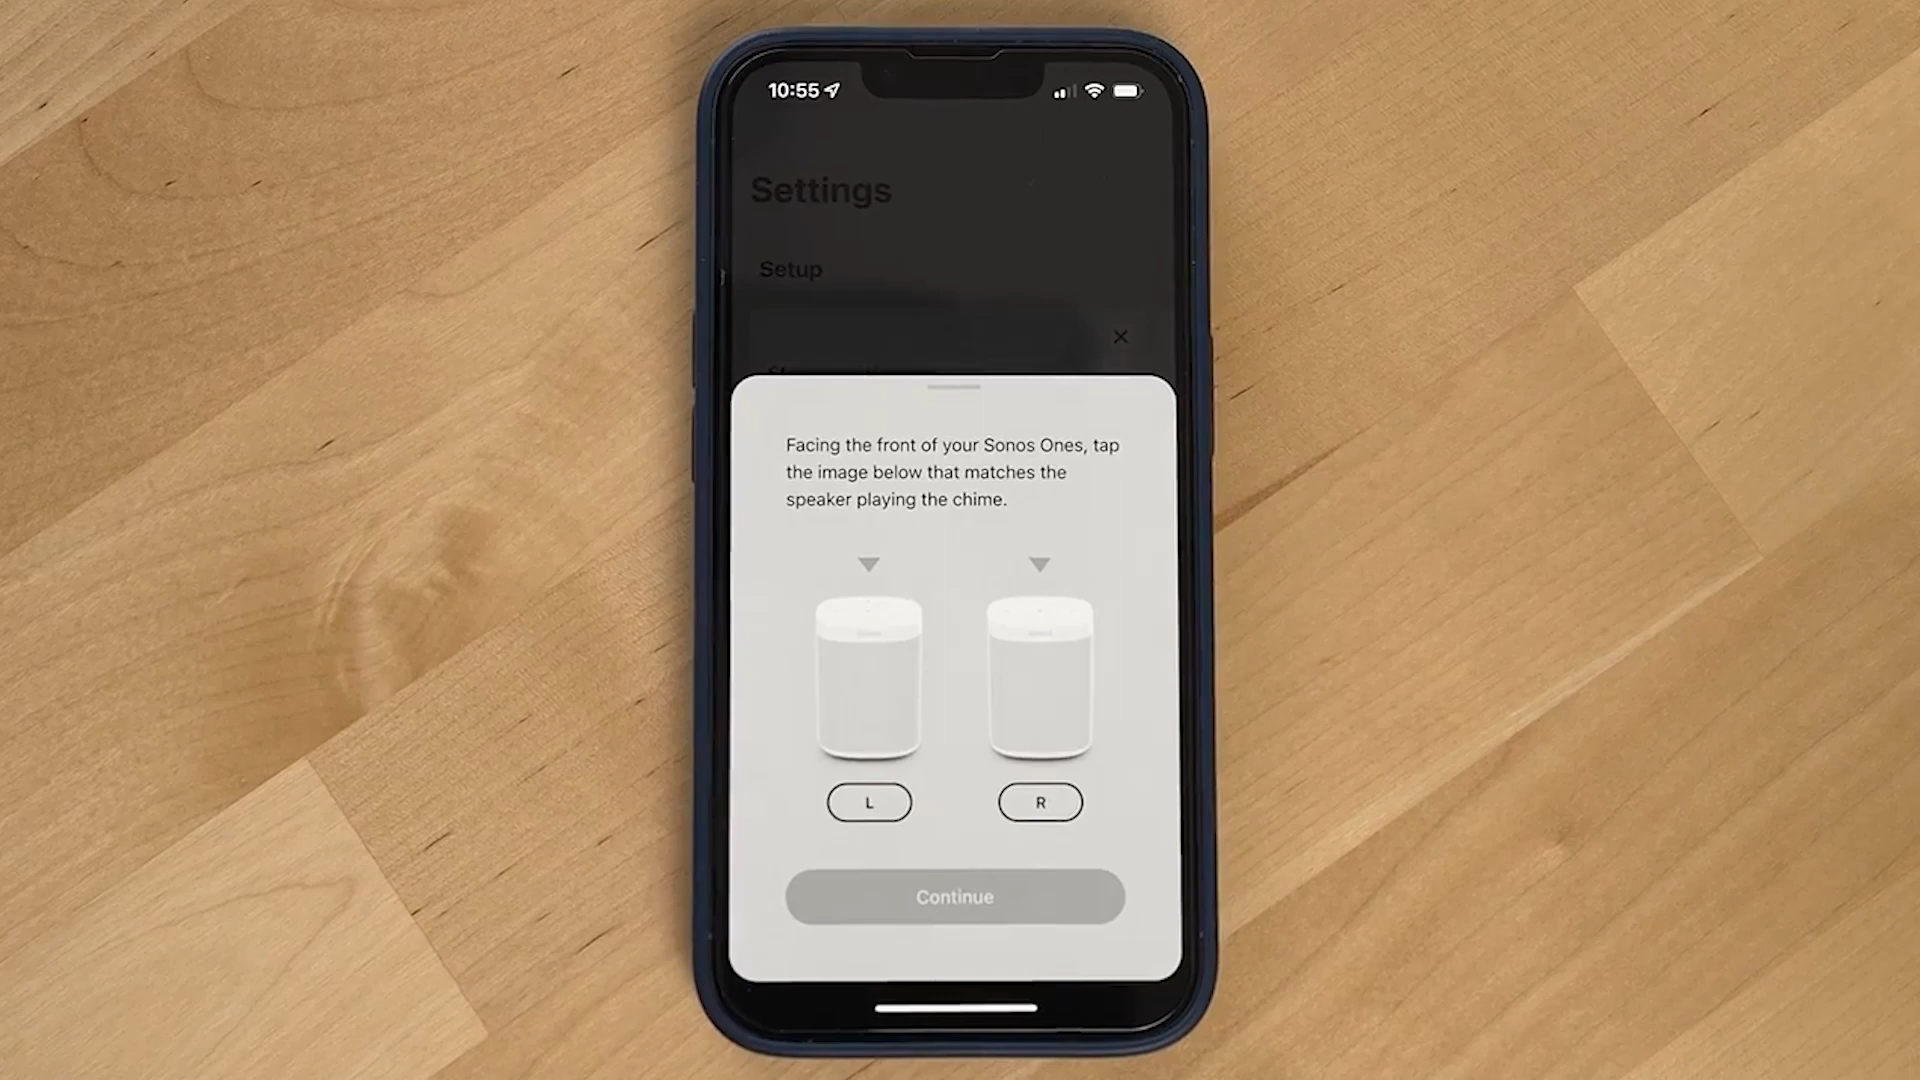 10:55
Settings
Setup
Facing the front of your Sonos Ones, tap
the image below that matches the
speaker playing the chime.
L
R
Continue